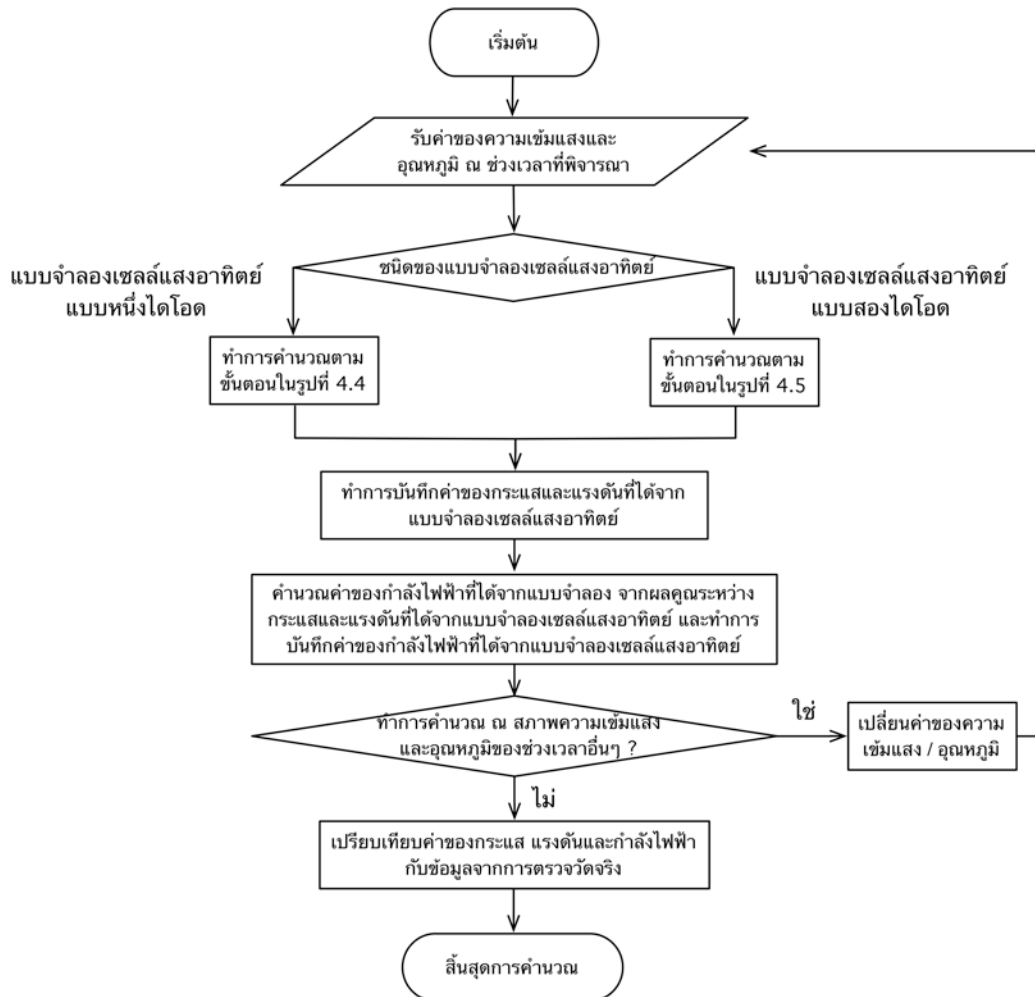 เริ่มต้น
รับค่าของความเข้มแสงและ
อุณหภูมิ ณ ช่วงเวลาที่พิจารณา
ชนิดของแบบจำลองเซลล์แสงอาทิตย์
แบบจำลองเซลล์แสงอาทิตย์
แบบหนึ่งไดโอด
แบบจำลองเซลล์แสงอาทิตย์
แบบสองไดโอด
ทำการคำนวณตาม
ขั้นตอนในรูปที่ 4.4
ทำการคำนวณตาม
ขั้นตอนในรูปที่ 4.5
ทำการบันทึกค่าของกระแสและแรงดันที่ได้จาก
แบบจำลองเซลล์แสงอาทิตย์
คำนวณค่าของกำลังไฟฟ้าที่ได้จากแบบจำลอง จากผลคูณระหว่าง
กระแสและแรงดันที่ได้จากแบบจำลองเซลล์แสงอาทิตย์ และทำการ
บันทึกค่าของกำลังไฟฟ้าที่ได้จากแบบจำลองเซลล์แสงอาทิตย์
ทำการคำนวณ ณ สภาพความเข้มแสง
และอุณหภูมิของช่วงเวลาอื่นๆ ?
ใช่
เปลี่ยนค่าของความ
เข้มแสง / อุณหภูมิ
ไม่
เปรียบเทียบค่าของกระแส แรงดันและกำลังไฟฟ้า
กับข้อมูลจากการตรวจวัดจริง
สิ้นสุดการคำนวณ